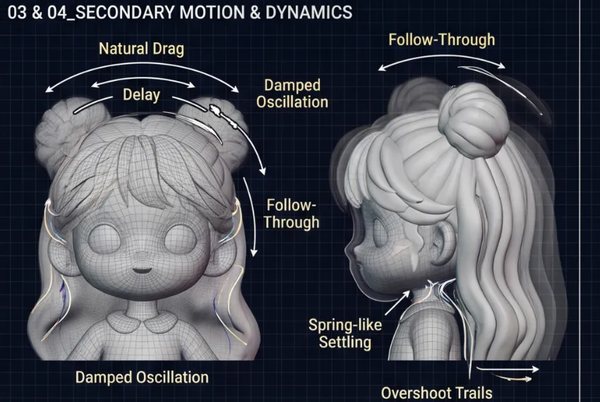 03 & 04_SECONDARY MOTION & DYNAMICS
Natural Drag
Delay
Damped
Oscillation
Follow-
Through
Damped Oscillation
Follow-Through
Spring-like
Settling
Overshoot Trails